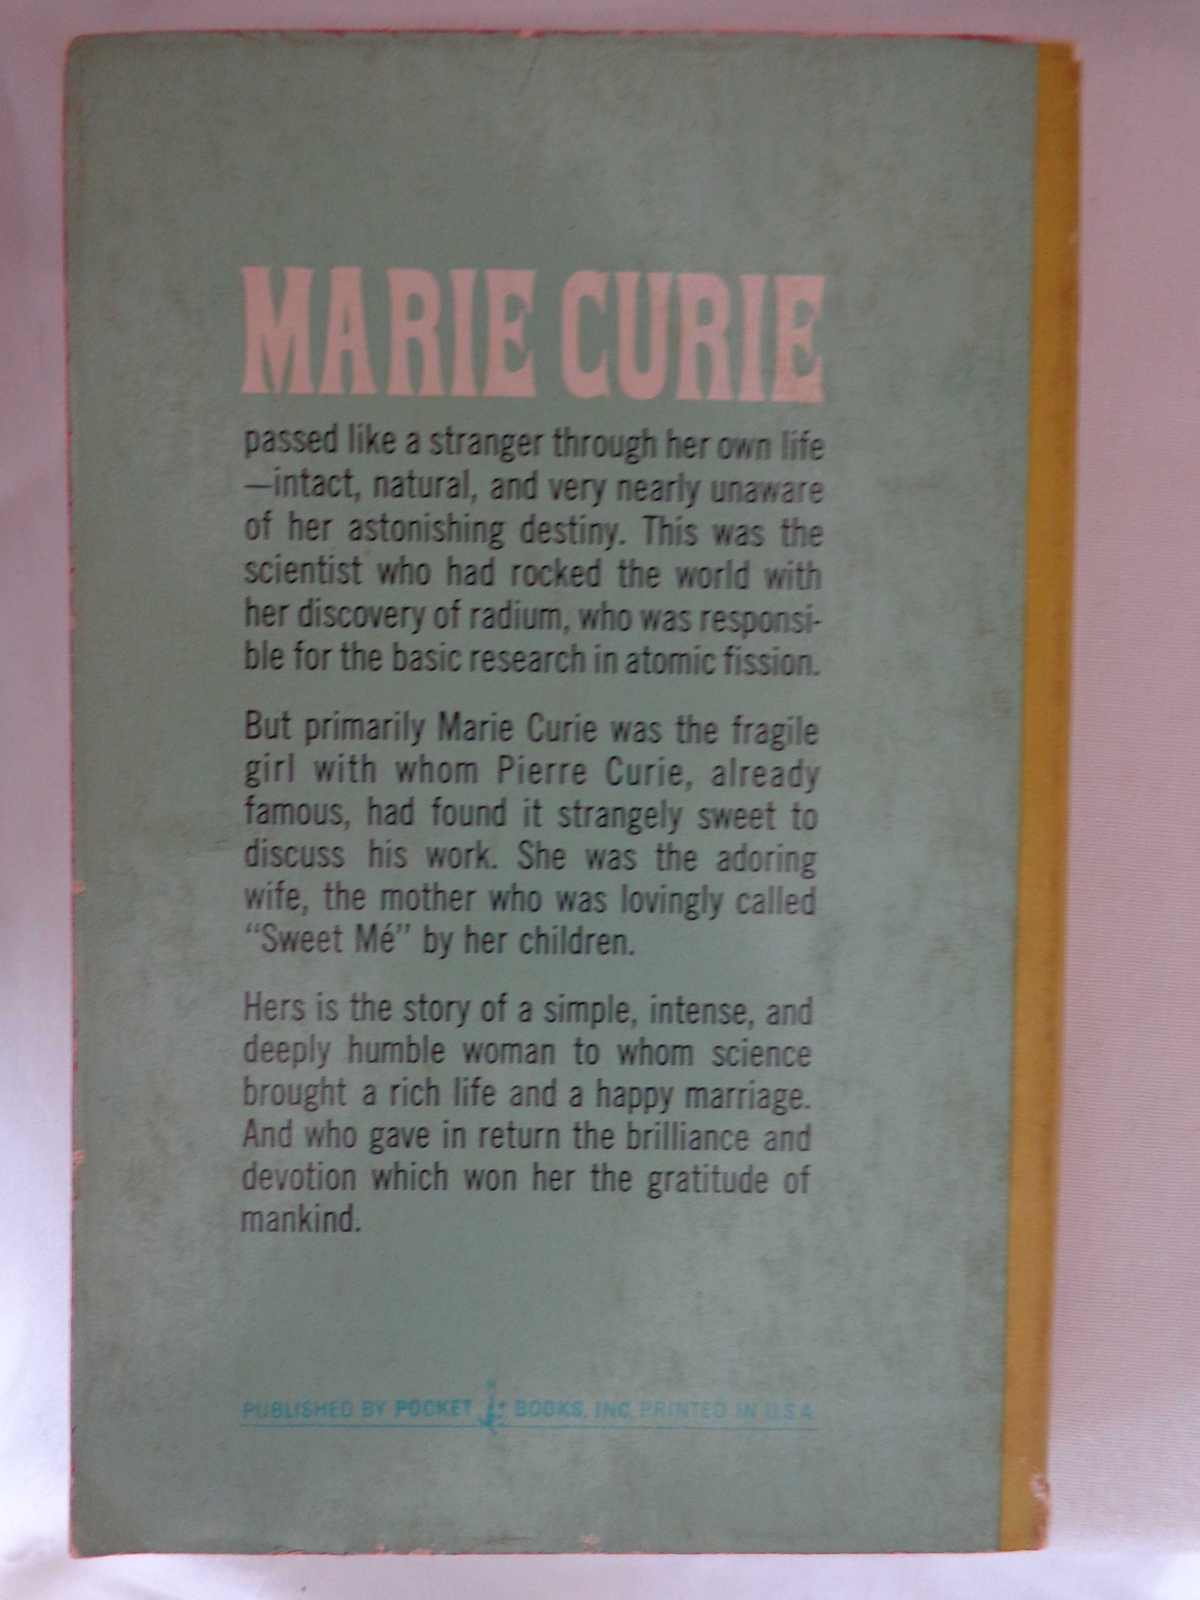 MARIE CURIE
passed like a stranger through her own life
—intact, natural, and very nearly unaware
of her astonishing destiny. This was the
scientist who had rocked the world with
her discovery of radium, who was responsi-
ble for the basic research in atomic fission.
But primarily Marie Curie was the fragile
girl with whom Pierre Curie, already
famous, had found it strangely sweet to
discuss his work. She was the adoring
wife, the mother who was lovingly called
“Sweet Mé” by her children.
Hers is the story of a simple, intense, and
deeply humble woman to whom science
brought a rich life and a happy marriage.
And who gave in return the brilliance and
devotion which won her the gratitude of
mankind.
PUBLISHED BY POCKET BOOKS, INC. PRINTED IN U.S.A.